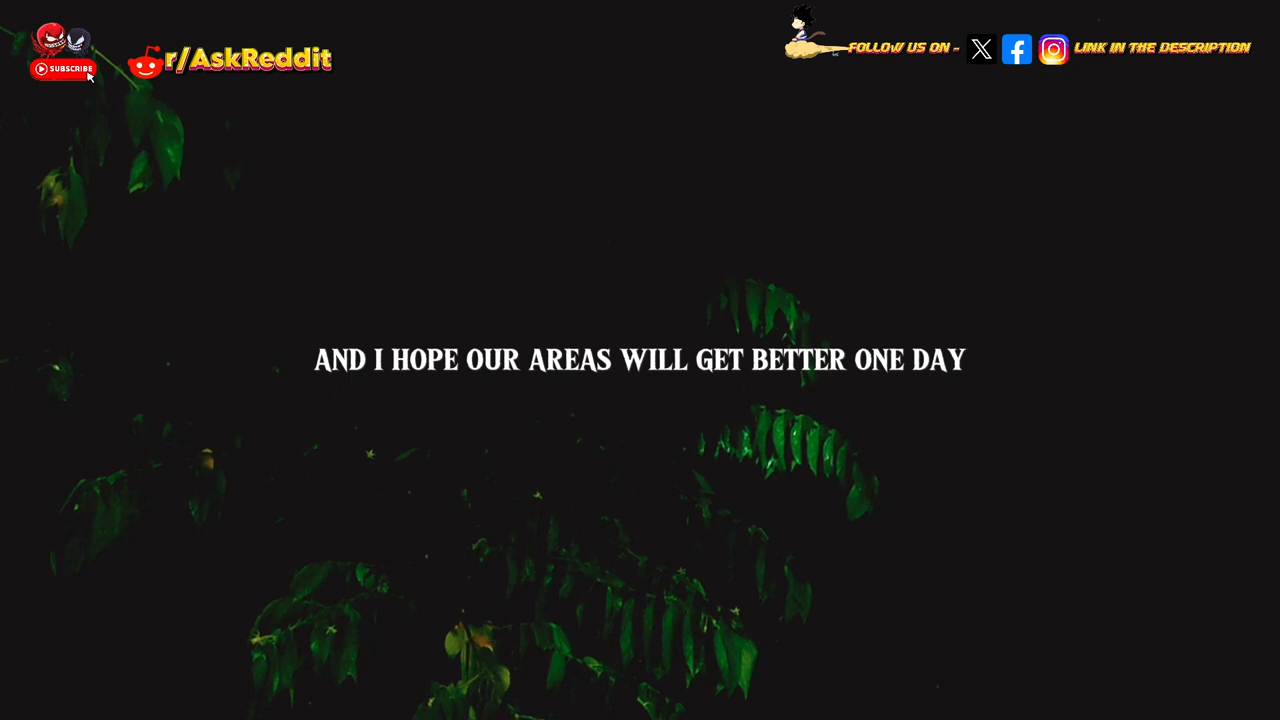 SUBSCRIBE
r/AskReddit
FOLLOW US ON -
LINK IN THE DESCRIPTION
AND I HOPE OUR AREAS WILL GET BETTER ONE DAY